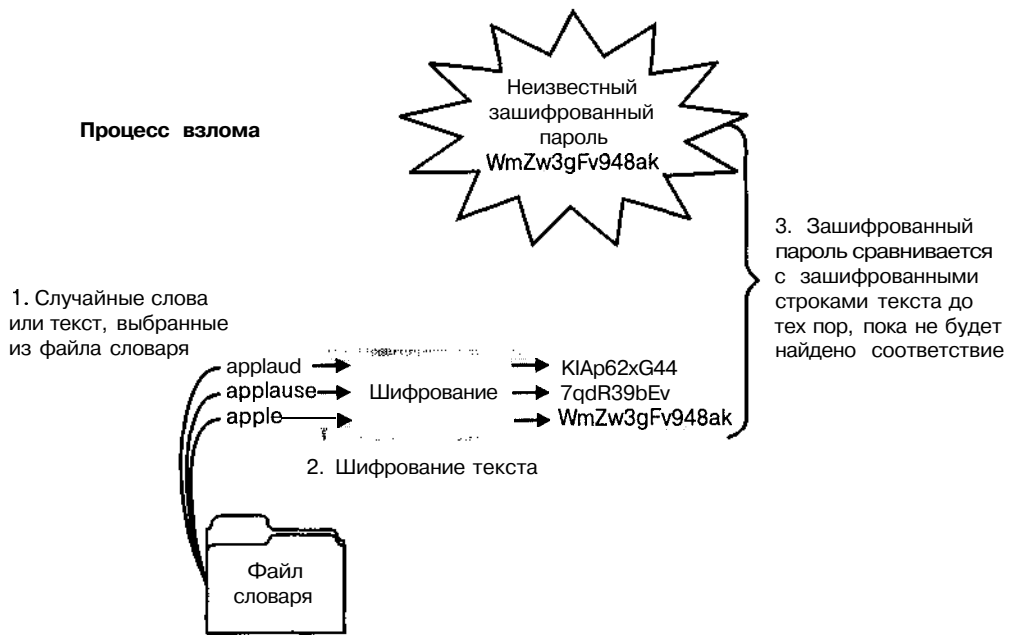 Неизвестный
зашифрованный
пароль
WmZw3gFv948ak
Процесс взлома
3. Зашифрованный
пароль сравнивается
с зашифрованными
строками текста до
тех пор, пока не будет
найдено соответствие
1. Случайные слова
или текст, выбранные
из файла словаря
applaud
applause
apple
Шифрование
KlAp62xG44
7qdR39bEv
WmZw3gFv948ak
2. Шифрование текста
Файл
словаря